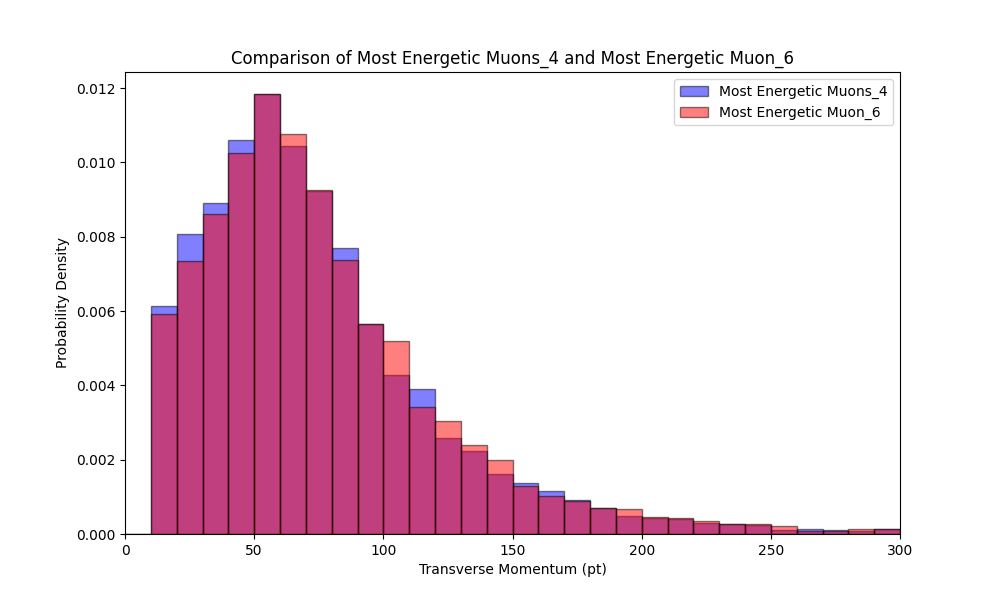 Comparison of Most Energetic Muons_4 and Most Energetic Muon_6
Most Energetic Muons_4
Most Energetic Muon_6
Probability Density
0.012
0.010
0.008
0.006
0.004
0.002
0.000
0 50 100 150 200 250 300
Transverse Momentum (pt)